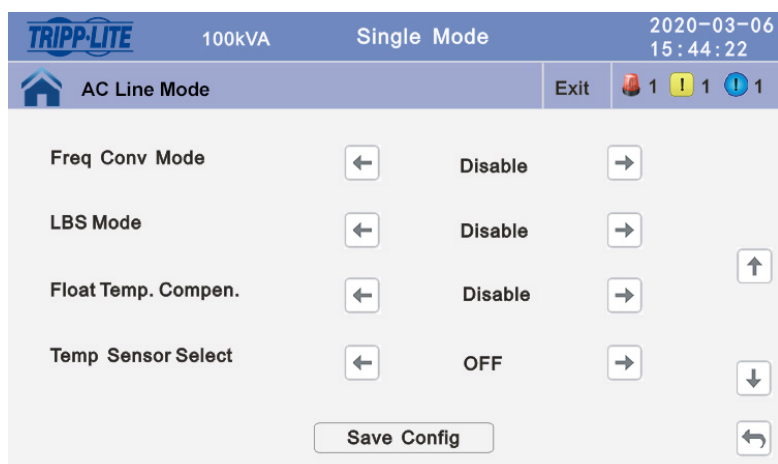 TRIPP·LITE 100kVA Single Mode 2020-03-06
15:44:22
AC Line Mode Exit 1 ! 1 ! 1
Freq Conv Mode Disable
LBS Mode Disable
Float Temp. Compen. Disable
Temp Sensor Select OFF
Save Config